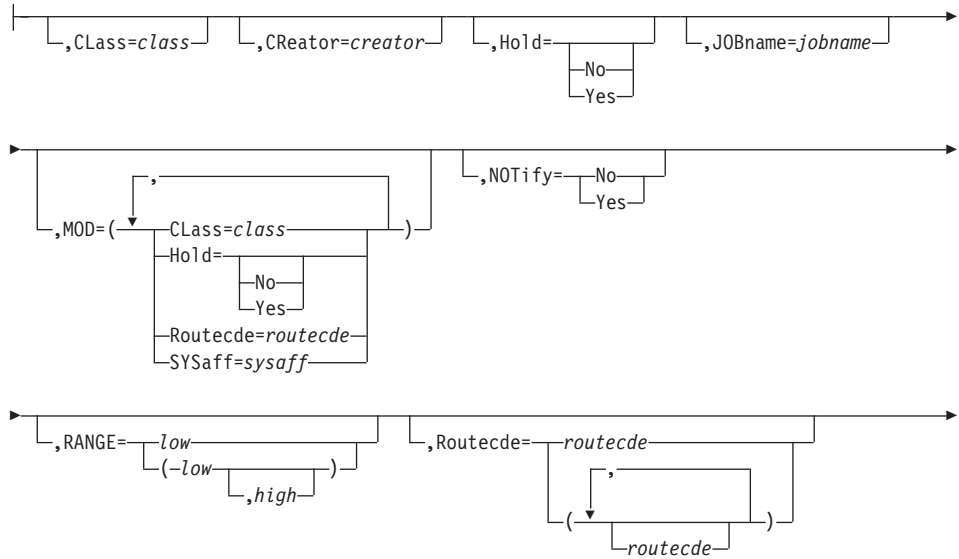 ,CLass=class ,CReator=creator ,Hold= ,JOBname=jobname
No
Yes
,
,NOTify= No
Yes
,MOD=( CLass=class )
Hold=
No
Yes
Routecde=routecde
SYSaff=sysaff
,RANGE= low ,Routecde= routecde
(low )
,high
,
( )
routecde